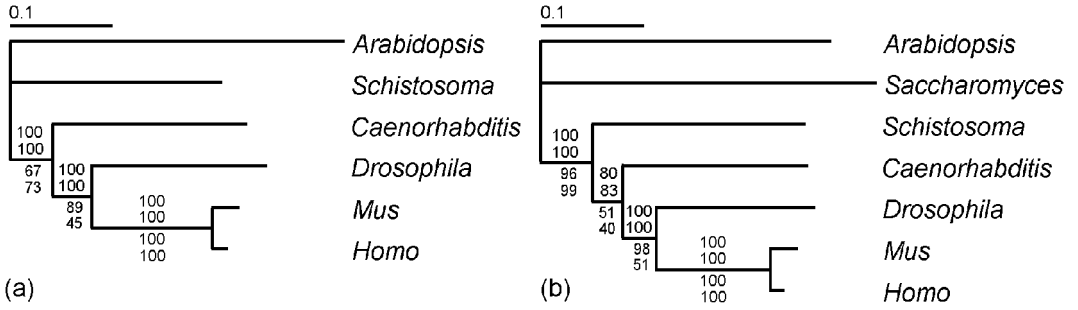 0.1
Arabidopsis
Schistosoma
Caenorhabditis
Drosophila
Mus
Homo
100
100
67
73
100
100
89
45
100
100
100
100
(a)
0.1
Arabidopsis
Saccharomyces
Schistosoma
Caenorhabditis
Drosophila
Mus
Homo
100
100
96
99
80
83
51
40
100
100
98
51
100
100
100
100
(b)